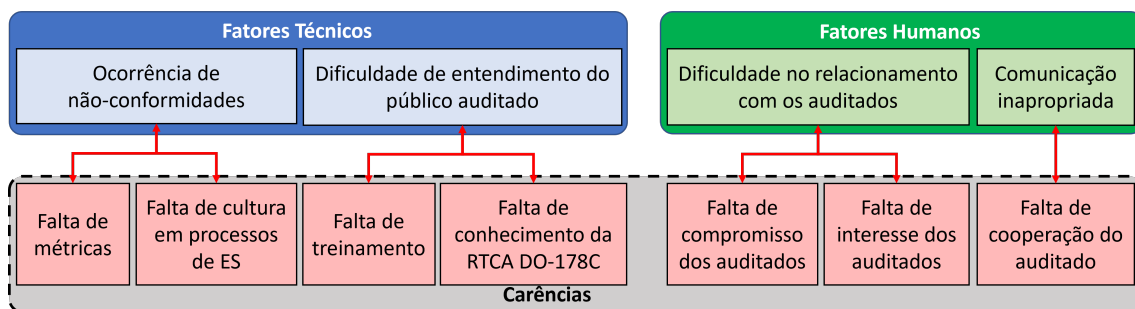 Fatores Técnicos
Ocorrência de
não-conformidades
Dificuldade de entendimento do
público auditado
Fatores Humanos
Dificuldade no relacionamento
com os auditados
Comunicação
inapropriada
Falta de
métricas
Falta de cultura
em processos
de ES
Falta de
treinamento
Falta de
conhecimento da
RTCA DO-178C
Falta de
compromisso
dos auditados
Falta de
interesse dos
auditados
Falta de
cooperação do
auditado
Carências